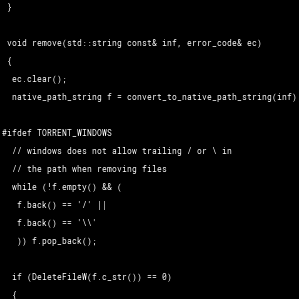 }
void remove(std::string const& inf, error_code& ec)
{
ec.clear();
native_path_string f = convert_to_native_path_string(inf)
#ifdef TORRENT_WINDOWS
// windows does not allow trailing / or \ in
// the path when removing files
while (!f.empty() && (
f.back() == '/' ||
f.back() == '\\'
)) f.pop_back();
if (DeleteFileW(f.c_str()) == 0)
{